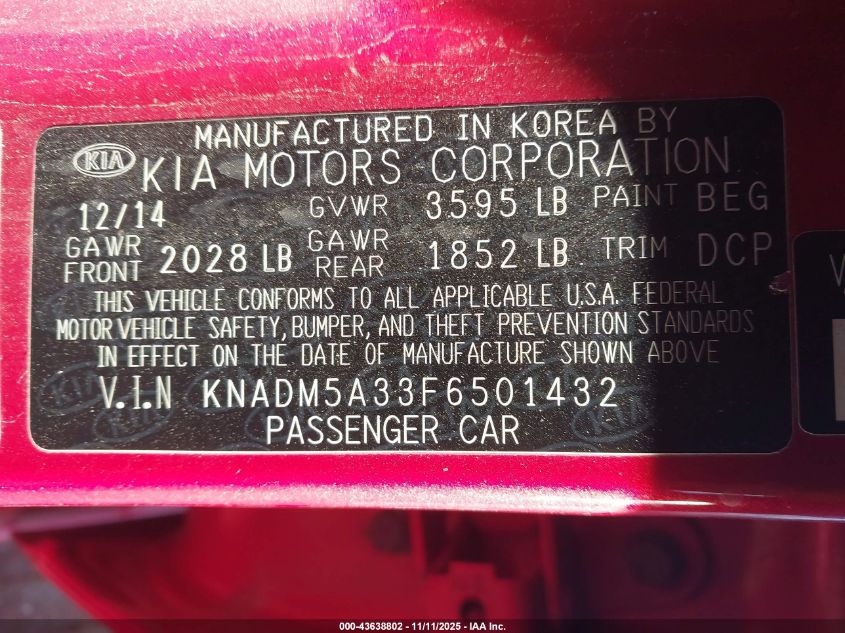 MANUFACTURED IN KOREA BY
KIA KIA MOTORS CORPORATION
12/14 GVWR 3595 LB PAINT BEG
GAWR FRONT 2028 LB GAWR REAR 1852 LB TRIM DCP
THIS VEHICLE CONFORMS TO ALL APPLICABLE U.S.A. FEDERAL
MOTOR VEHICLE SAFETY, BUMPER, AND THEFT PREVENTION STANDARDS
IN EFFECT ON THE DATE OF MANUFACTURE SHOWN ABOVE
V.I.N KNADM5A33F6501432
PASSENGER CAR
000-43638802 - 11/11/2025 - IAA Inc.